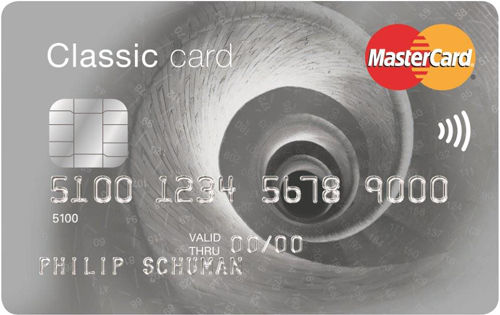 Classic card
MasterCard
5100 1234 5678 9000
5100
VALID
THRU 00/00
PHILIP SCHUMAN